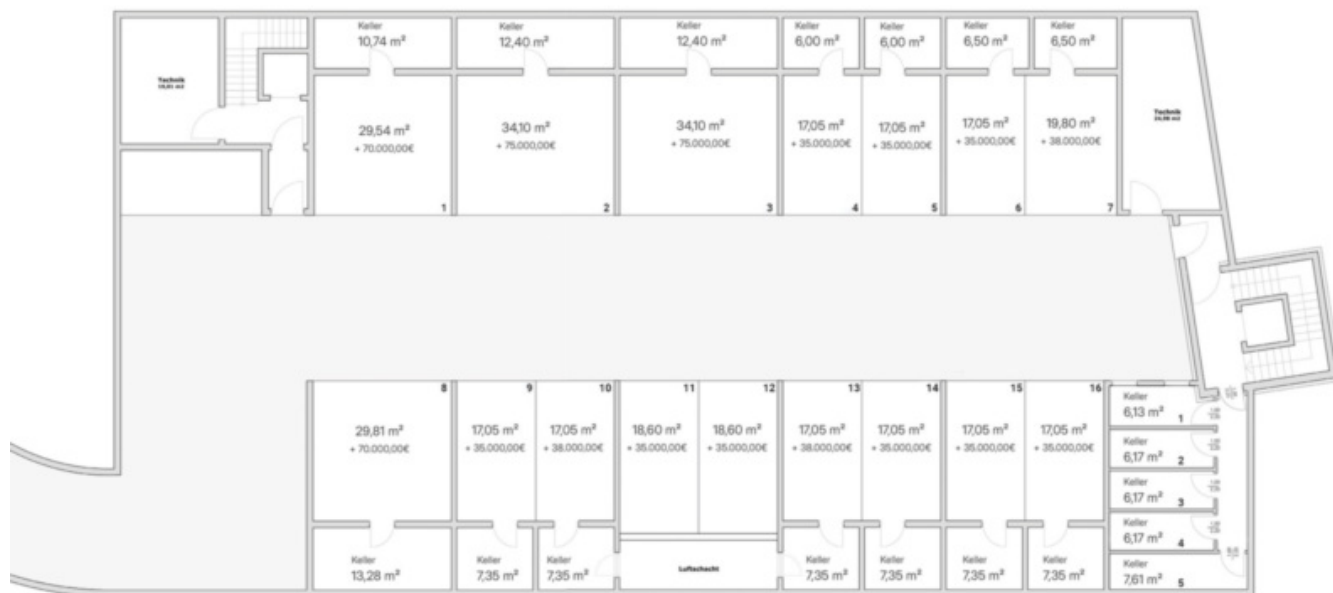 Keller
10,74 m²
Keller
12,40 m²
Keller
12,40 m²
Keller
6,00 m²
Keller
6,00 m²
Keller
6,50 m²
Keller
6,50 m²
Technik
Technik
29,54 m²
+ 70.000,00€
1
34,10 m²
+ 75.000,00€
2
34,10 m²
+ 75.000,00€
3
17,05 m²
+ 35.000,00€
4
17,05 m²
+ 35.000,00€
5
17,05 m²
+ 35.000,00€
6
19,80 m²
+ 38.000,00€
7
8
29,81 m²
+ 70.000,00€
9
17,05 m²
+ 35.000,00€
10
17,05 m²
+ 38.000,00€
11
18,60 m²
+ 35.000,00€
12
18,60 m²
+ 35.000,00€
13
17,05 m²
+ 38.000,00€
14
17,05 m²
+ 35.000,00€
15
17,05 m²
+ 35.000,00€
16
17,05 m²
+ 35.000,00€
Keller
6,13 m² 1
Keller
6,17 m² 2
Keller
6,17 m² 3
Keller
6,17 m² 4
Keller
7,61 m² 5
Keller
13,28 m²
Keller
7,35 m²
Keller
7,35 m²
Luftschacht
Keller
7,35 m²
Keller
7,35 m²
Keller
7,35 m²
Keller
7,35 m²